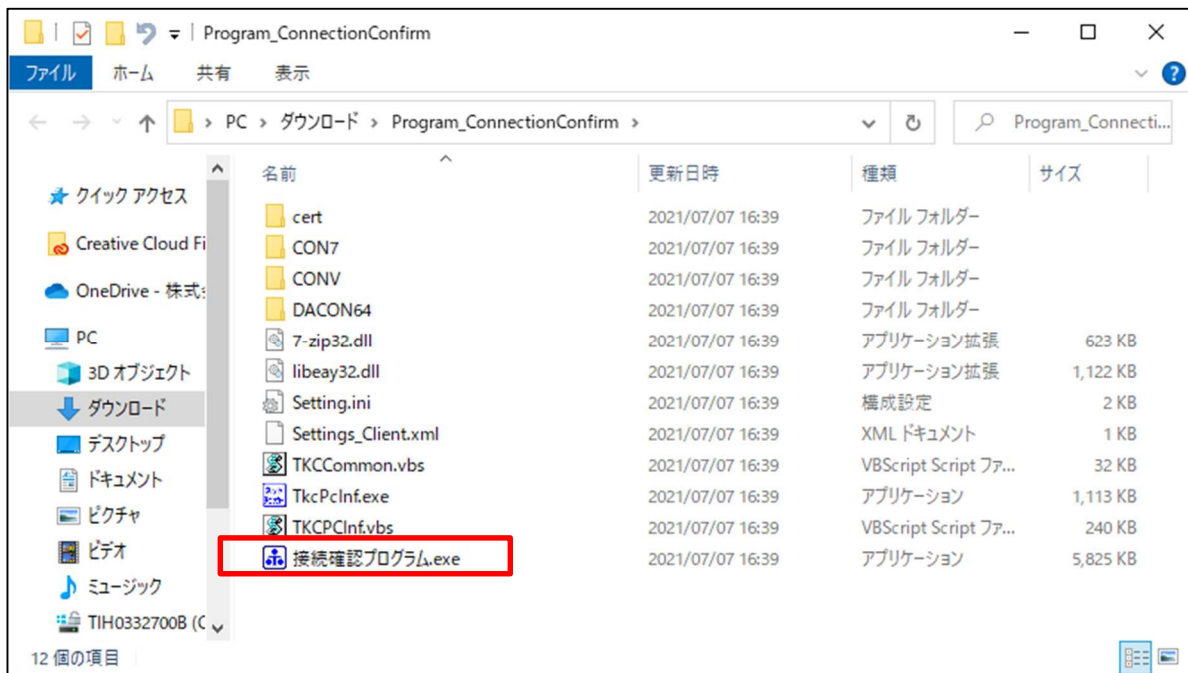 Program_ConnectionConfirm
ファイル ホーム 共有 表示
PC > ダウンロード > Program_ConnectionConfirm > Program_Connecti...
名前 更新日時 種類 サイズ
クイック アクセス
Creative Cloud Fi
OneDrive - 株式
PC
3D オブジェクト
ダウンロード
デスクトップ
ドキュメント
ピクチャ
ビデオ
ミュージック
TIH0332700B (C
cert 2021/07/07 16:39 ファイル フォルダー
CON7 2021/07/07 16:39 ファイル フォルダー
CONV 2021/07/07 16:39 ファイル フォルダー
DACON64 2021/07/07 16:39 ファイル フォルダー
7-zip32.dll 2021/07/07 16:39 アプリケーション拡張 623 KB
libeay32.dll 2021/07/07 16:39 アプリケーション拡張 1,122 KB
Setting.ini 2021/07/07 16:39 構成設定 2 KB
Settings_Client.xml 2021/07/07 16:39 XML ドキュメント 1 KB
TKCCommon.vbs 2021/07/07 16:39 VBScript Script ファ... 32 KB
TkcPcInf.exe 2021/07/07 16:39 アプリケーション 1,113 KB
TKCPCInf.vbs 2021/07/07 16:39 VBScript Script ファ... 240 KB
接続確認プログラム.exe 2021/07/07 16:39 アプリケーション 5,825 KB
12 個の項目